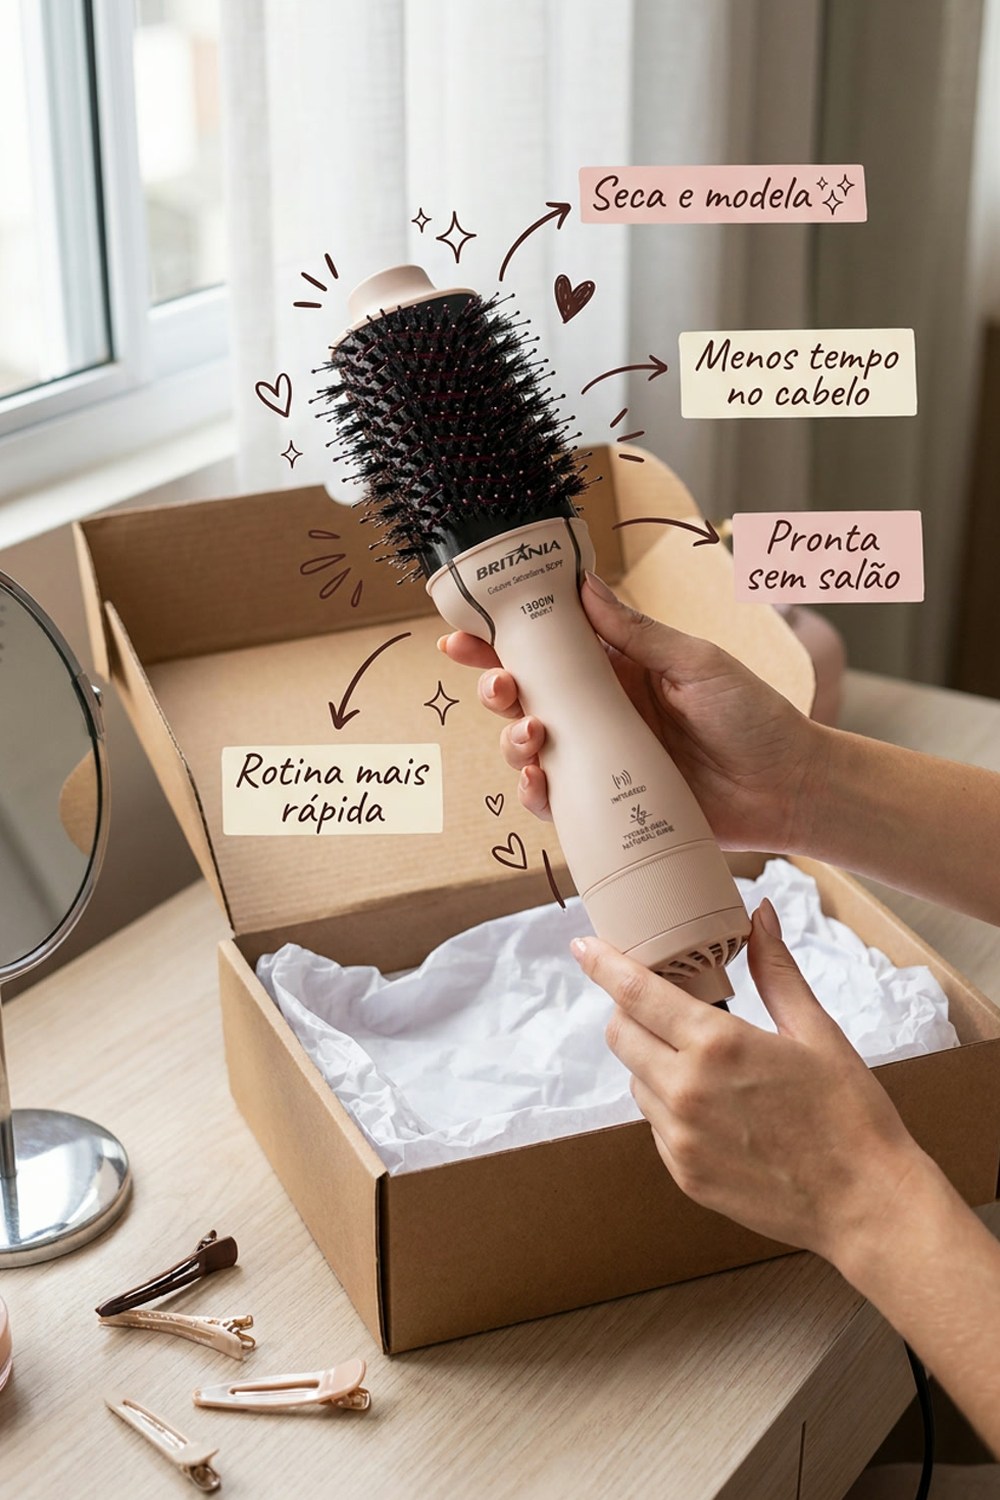 Seca e modela
Menos tempo
no cabelo
Pronta
sem salão
BRITANIA
1300W
Rotina mais
rápida